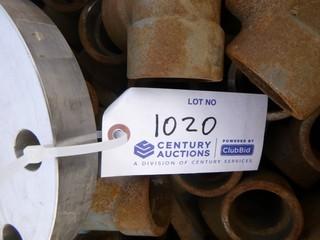 LOT NO
1020
CENTURY
AUCTIONS
POWERED BY
ClubBid
A DIVISION OF CENTURY SERVICES